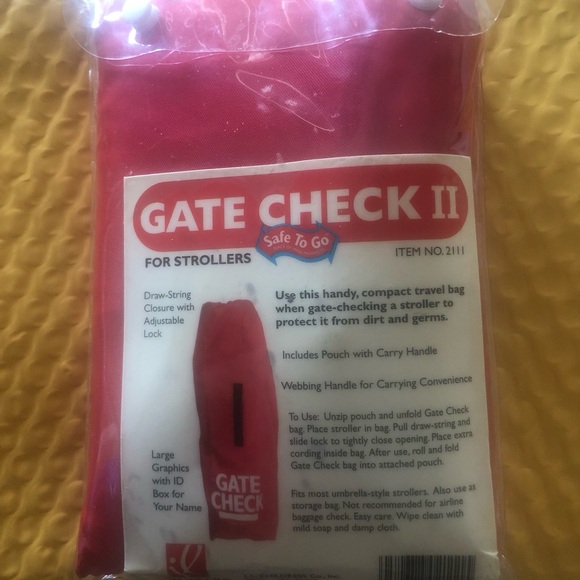 GATE CHECK II
Safe To Go
FOR STROLLERS
ITEM NO. 2111
Draw-String
Closure with
Adjustable
Lock
Use this handy, compact travel bag
when gate-checking a stroller to
protect it from dirt and germs.
Includes Pouch with Carry Handle
Webbing Handle for Carrying Convenience
To Use: Unzip pouch and unfold Gate Check
bag. Place stroller in bag. Pull draw-string and
slide lock to tightly close opening. Place extra
cording inside bag. After use, roll and fold
Gate Check bag into attached pouch.
Large
Graphics
with ID
Box for
Your Name
GATE
CHECK
Fits most umbrella-style strollers. Also use as
storage bag. Not recommended for airline
baggage check. Easy care. Wipe clean with
mild soap and damp cloth.